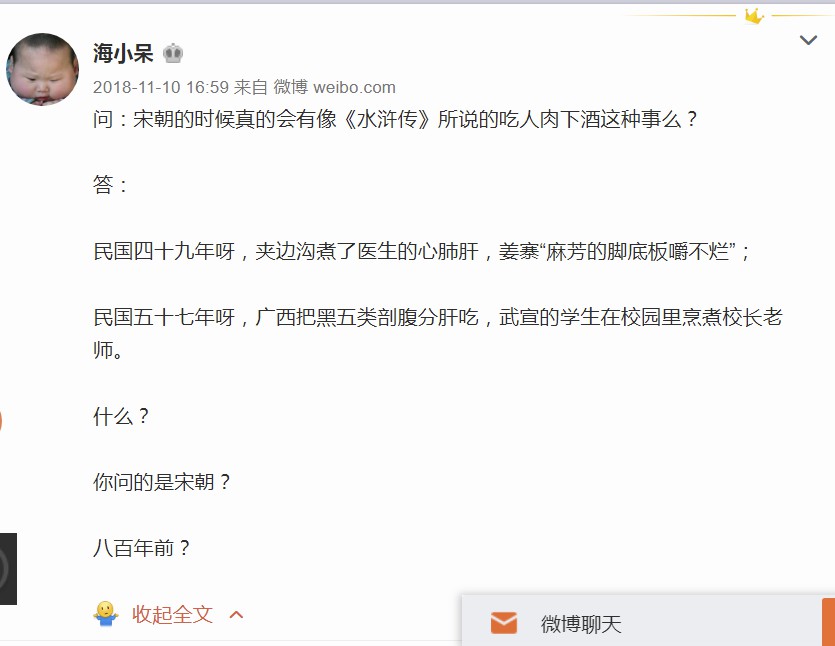 海小呆
2018-11-10 16:59 来自 微博 weibo.com
问：宋朝的时候真的会有像《水浒传》所说的吃人肉下酒这种事么？
答：
民国四十九年呀，夹边沟煮了医生的心肺肝，姜寨“麻芳的脚底板嚼不烂”；
民国五十七年呀，广西把黑五类剖腹分肝吃，武宣的学生在校园里烹煮校长老
师。
什么？
你问的是宋朝？
八百年前？
收起全文
微博聊天